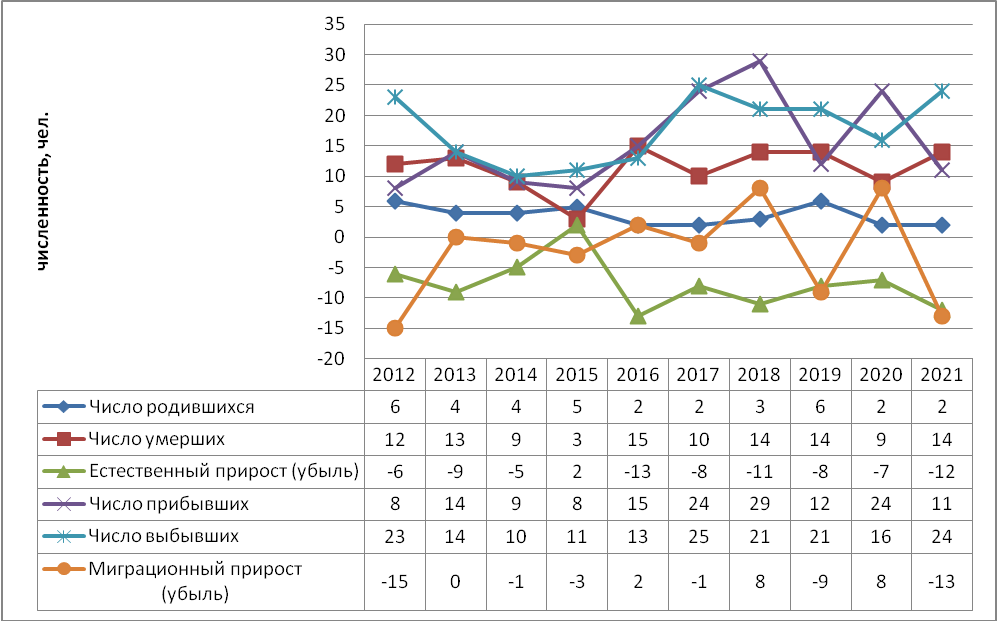 численность, чел.
35
30
25
20
15
10
5
0
-5
-10
-15
-20
2012 2013 2014 2015 2016 2017 2018 2019 2020 2021
Число родившихся 6 4 4 5 2 2 3 6 2 2
Число умерших 12 13 9 3 15 10 14 14 9 14
Естественный прирост (убыль) -6 -9 -5 2 -13 -8 -11 -8 -7 -12
Число прибывших 8 14 9 8 15 24 29 12 24 11
Число выбывших 23 14 10 11 13 25 21 21 16 24
Миграционный прирост
(убыль) -15 0 -1 -3 2 -1 8 -9 8 -13